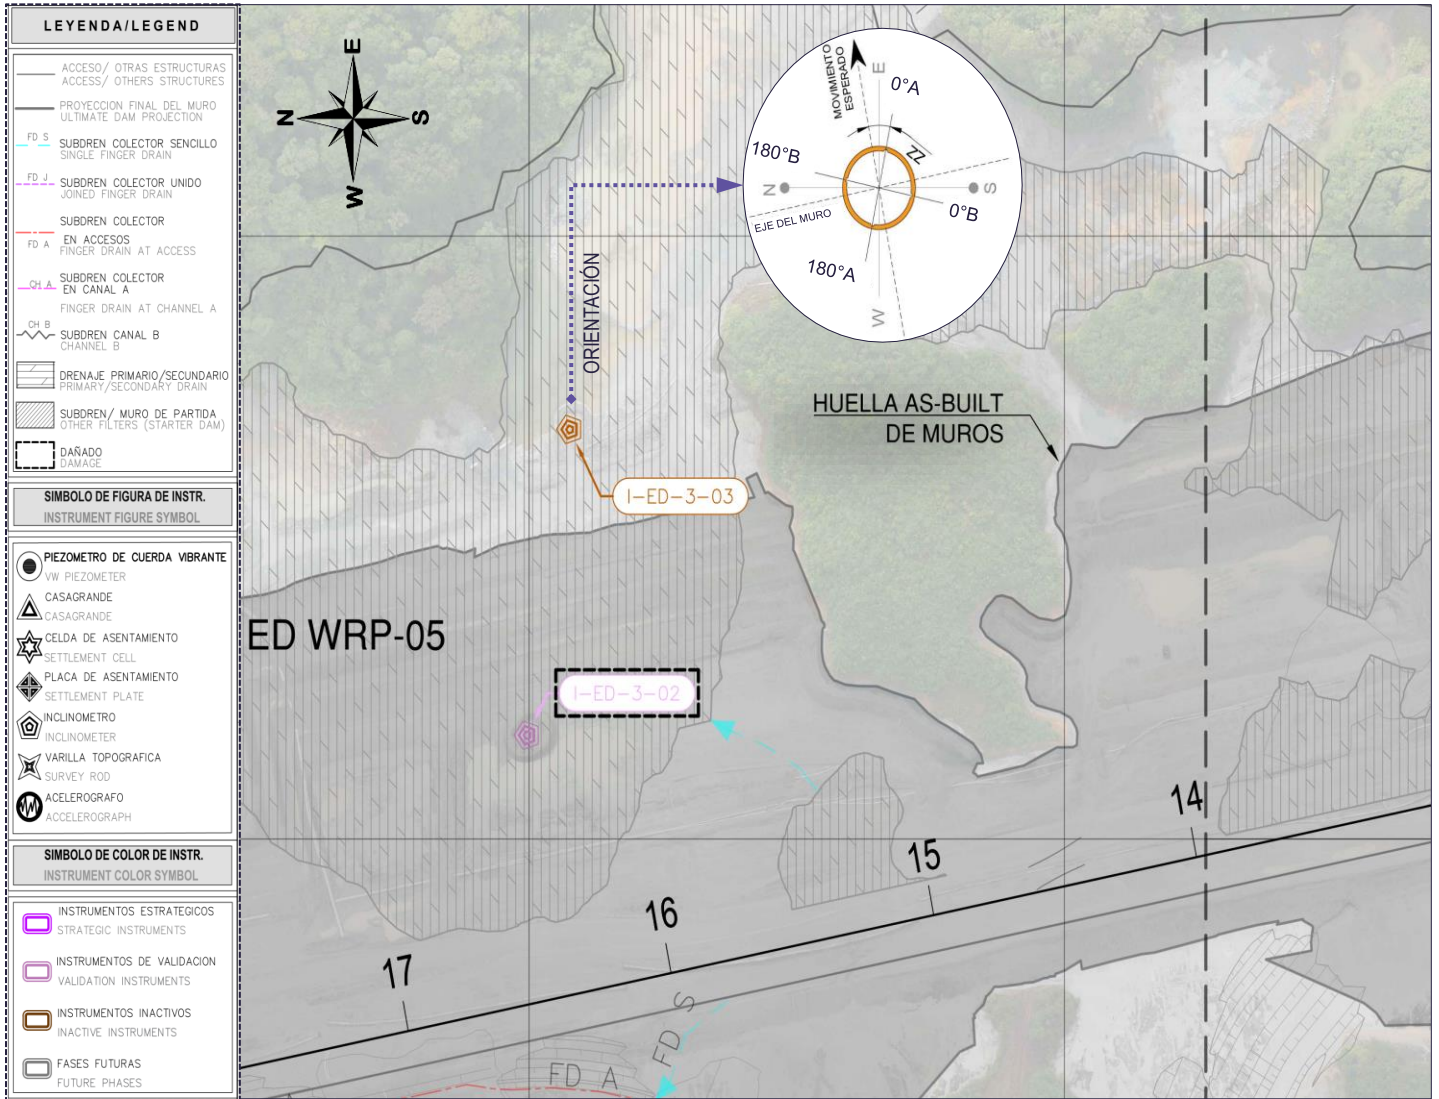 LEYENDA/LEGEND
ACCESO/ OTRAS ESTRUCTURAS
ACCESS/ OTHERS STRUCTURES
PROYECCION FINAL DEL MURO
ULTIMATE DAM PROJECTION
FD S
SUBDREN COLECTOR SENCILLO
SINGLE FINGER DRAIN
FD J
SUBDREN COLECTOR UNIDO
JOINED FINGER DRAIN
SUBDREN COLECTOR
EN ACCESOS
FD A
FINGER DRAIN AT ACCESS
SUBDREN COLECTOR
CH A
EN CANAL A
FINGER DRAIN AT CHANNEL A
CH B
SUBDREN CANAL B
CHANNEL B
DRENAJE PRIMARIO/SECUNDARIO
PRIMARY/SECONDARY DRAIN
SUBDREN/ MURO DE PARTIDA
OTHER FILTERS (STARTER DAM)
DAÑADO
DAMAGE
SIMBOLO DE FIGURA DE INSTR.
INSTRUMENT FIGURE SYMBOL
PIEZOMETRO DE CUERDA VIBRANTE
VW PIEZOMETER
CASAGRANDE
CASAGRANDE
CELDA DE ASENTAMIENTO
SETTLEMENT CELL
PLACA DE ASENTAMIENTO
SETTLEMENT PLATE
INCLINOMETRO
INCLINOMETER
VARILLA TOPOGRAFICA
SURVEY ROD
ACELEROGRAFO
ACCELEROGRAPH
SIMBOLO DE COLOR DE INSTR.
INSTRUMENT COLOR SYMBOL
INSTRUMENTOS ESTRATEGICOS
STRATEGIC INSTRUMENTS
INSTRUMENTOS DE VALIDACION
VALIDATION INSTRUMENTS
INSTRUMENTOS INACTIVOS
INACTIVE INSTRUMENTS
FASES FUTURAS
FUTURE PHASES
E
N
S
W
MOVIMIENTO
ESPERADO
E
0°A
ZZ
180°B
N
S
0°B
EJE DEL MURO
180°A
W
ORIENTACIÓN
HUELLA AS-BUILT
DE MUROS
I-ED-3-03
ED WRP-05
I-ED-3-02
14
15
16
17
FD S
FD A